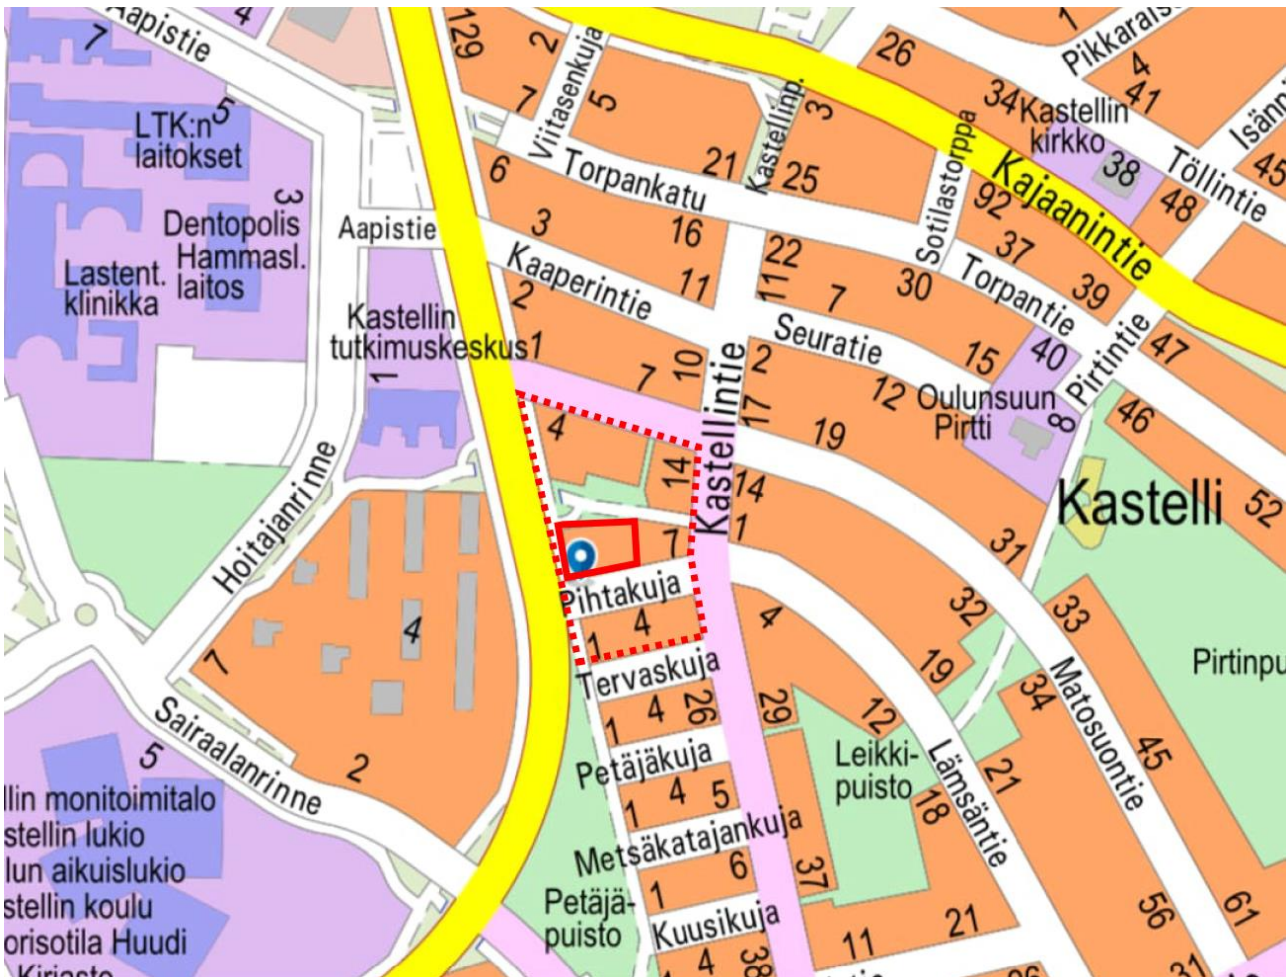 Aapistie
7
4
129
2
Viitasenkuja
7
5
5
LTK:n
laitokset
3
Dentopolis
Hammasl.
laitos
Lastent.
klinikka
Aapistie
Kastellin
tutkimuskeskus
1
6
Torpankatu
21
Kastellinp.
3
25
26
34
Kastellin
kirkko
38
1
4
41
45
Töllintie
48
Kajaanintie
Sotilastorppa
92
37
39
3
16
Kaaperintie
11
2
1
7
10
22
11
7
30
Torpantie
Seuratie
15
40
Pirtintie
47
2
12
Oulunsuun
Pirtti
8
46
52
17
19
Kastellintie
4
14
14
1
Kastelli
31
7
Pihtakuja
4
1
Tervaskuja
Hoitajanrinne
4
7
Sairaalanrinne
5
2
4
32
33
19
34
Matosuontie
45
56
61
12
Lämsäntie
21
18
29
Leikki-
puisto
37
1
4
26
Petäjäkuja
1
4
5
Metsäkatajankuja
1
6
Petäjä-
puisto
Kuusikuja
4
38
11
21
llin monitoimitalo
stellin lukio
lun aikuislukio
stellin koulu
orisotila Huudi
Pirtinpu